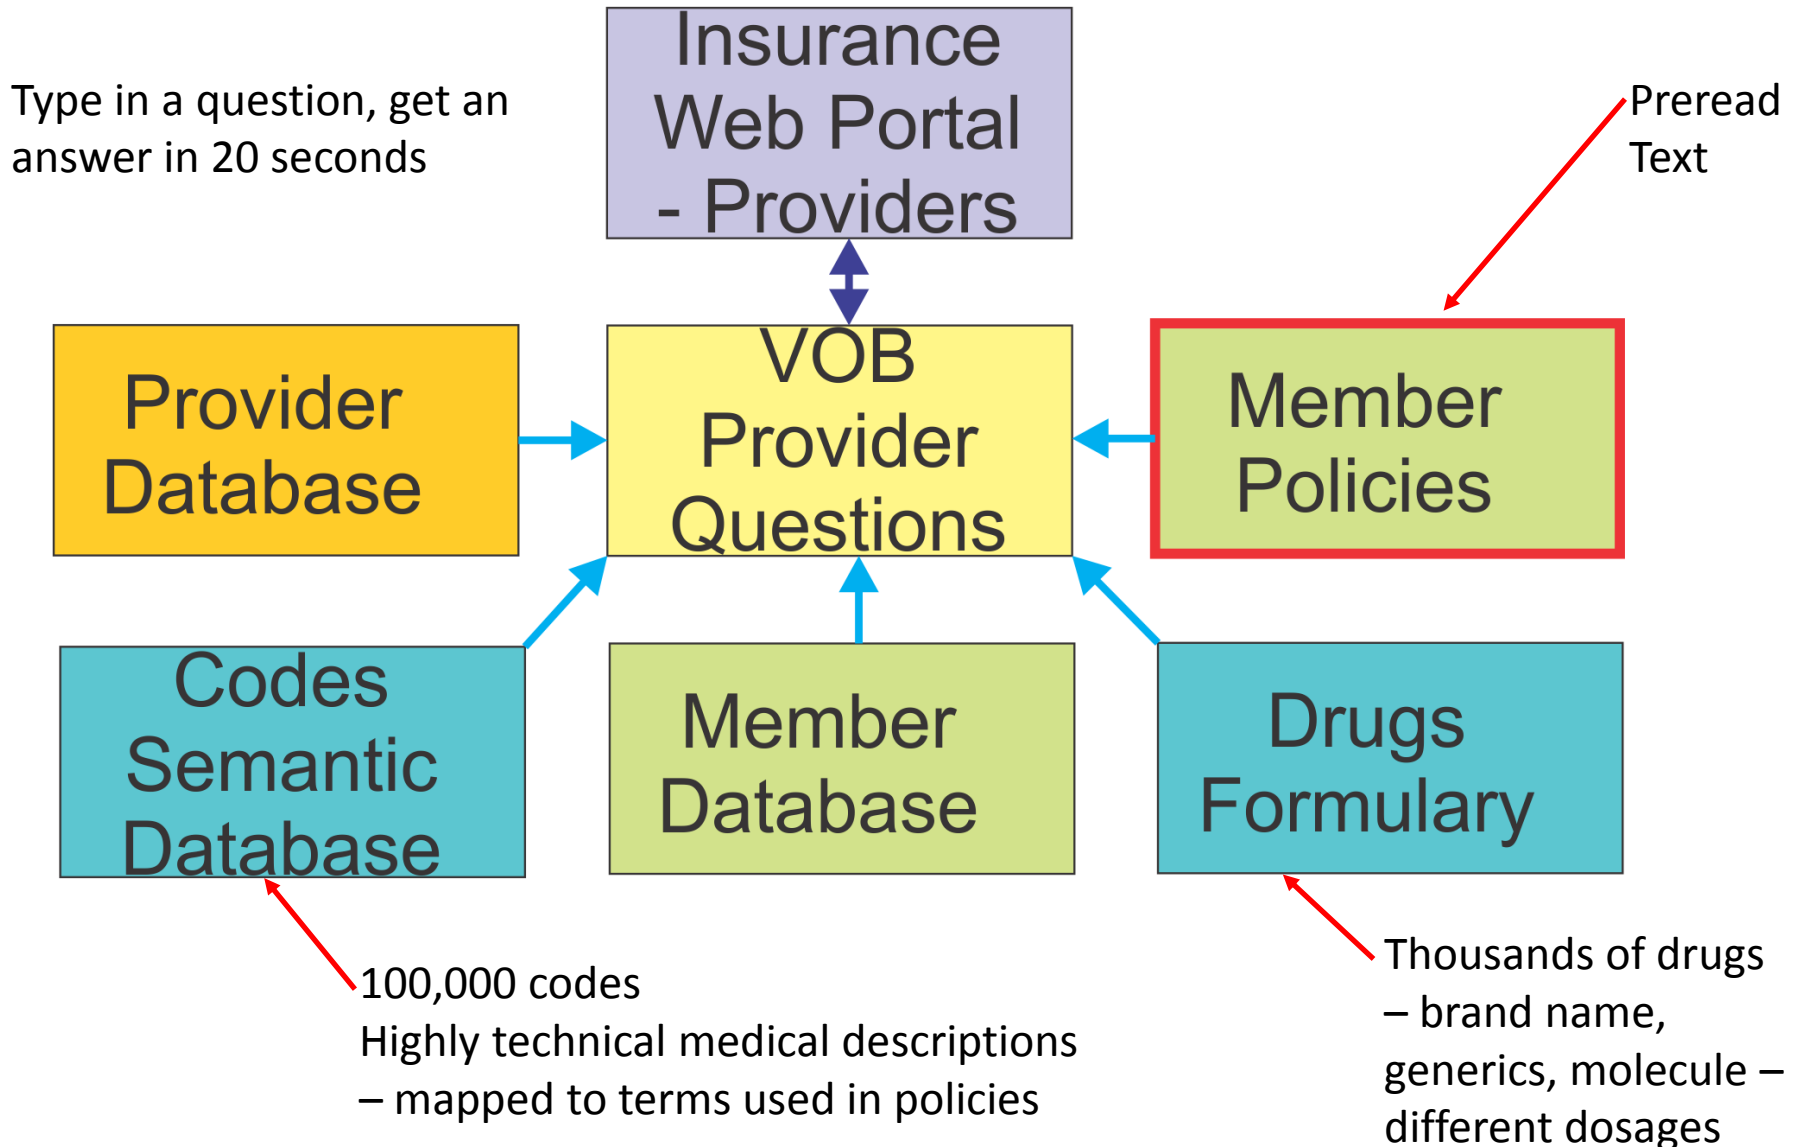 Insurance
Web Portal
- Providers
Type in a question, get an
answer in 20 seconds
Preread
Text
Provider
Database
VOB
Provider
Questions
Member
Policies
Codes
Semantic
Database
Member
Database
Drugs
Formulary
100,000 codes
Highly technical medical descriptions
– mapped to terms used in policies
Thousands of drugs
– brand name,
generics, molecule –
different dosages